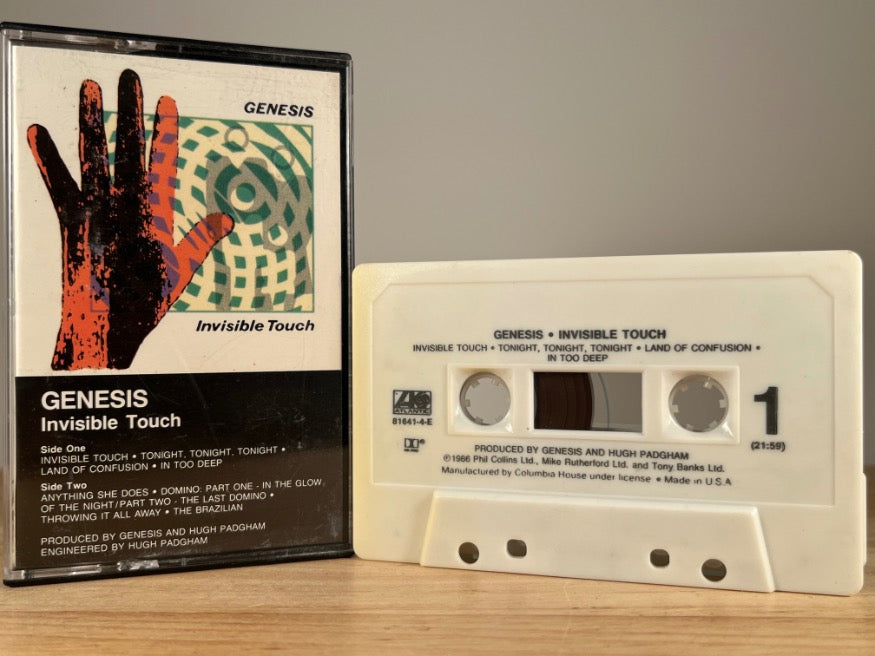 GENESIS
Invisible Touch
GENESIS
Invisible Touch
Side One
INVISIBLE TOUCH • TONIGHT, TONIGHT, TONIGHT •
LAND OF CONFUSION • IN TOO DEEP
Side Two
ANYTHING SHE DOES • DOMINO: PART ONE - IN THE GLOW
OF THE NIGHT/PART TWO - THE LAST DOMINO •
THROWING IT ALL AWAY • THE BRAZILIAN
PRODUCED BY GENESIS AND HUGH PADGHAM
ENGINEERED BY HUGH PADGHAM
GENESIS • INVISIBLE TOUCH
INVISIBLE TOUCH • TONIGHT, TONIGHT, TONIGHT • LAND OF CONFUSION •
IN TOO DEEP
ATLANTIC
81641-4-E
1
(21:59)
PRODUCED BY GENESIS AND HUGH PADGHAM
℗1986 Phil Collins Ltd., Mike Rutherford Ltd. and Tony Banks Ltd.
Manufactured by Columbia House under license • Made in U.S.A